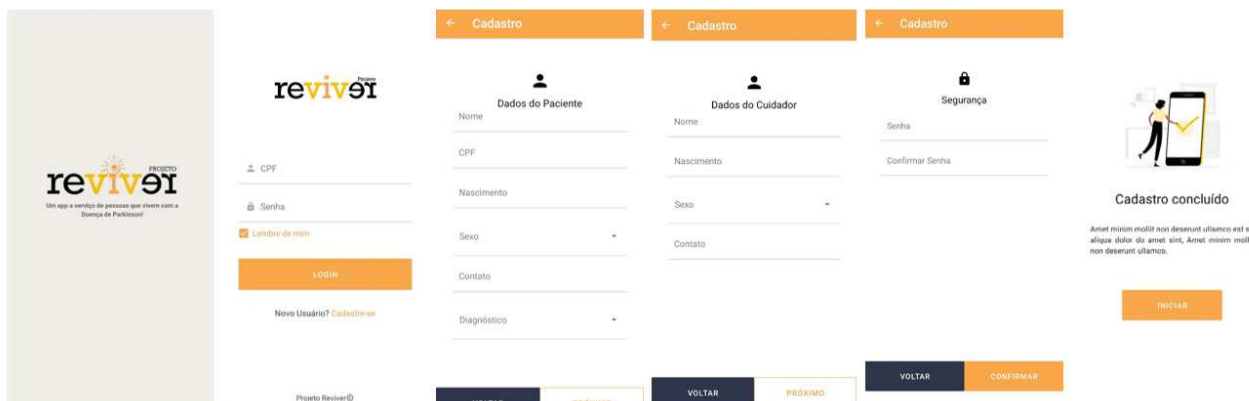 PROJETO
reviver
Um app a serviço de pessoas que vivem com a
Doença de Parkinson!
Projeto
reviver
CPF
Senha
Lembre de mim
LOGIN
Novo Usuário? Cadastre-se
Projeto Reviver©
Cadastro
Dados do Paciente
Nome
CPF
Nascimento
Sexo
Contato
Diagnóstico
VOLTAR
PRÓXIMO
Cadastro
Dados do Cuidador
Nome
Nascimento
Sexo
Contato
VOLTAR
PRÓXIMO
Cadastro
Segurança
Senha
Confirmar Senha
VOLTAR
CONFIRMAR
Cadastro concluído
Amet minim mollit non deserunt ullamco est s
aliqua dolor do amet sint, Amet minim moll
non deserunt ullamco.
INICIAR